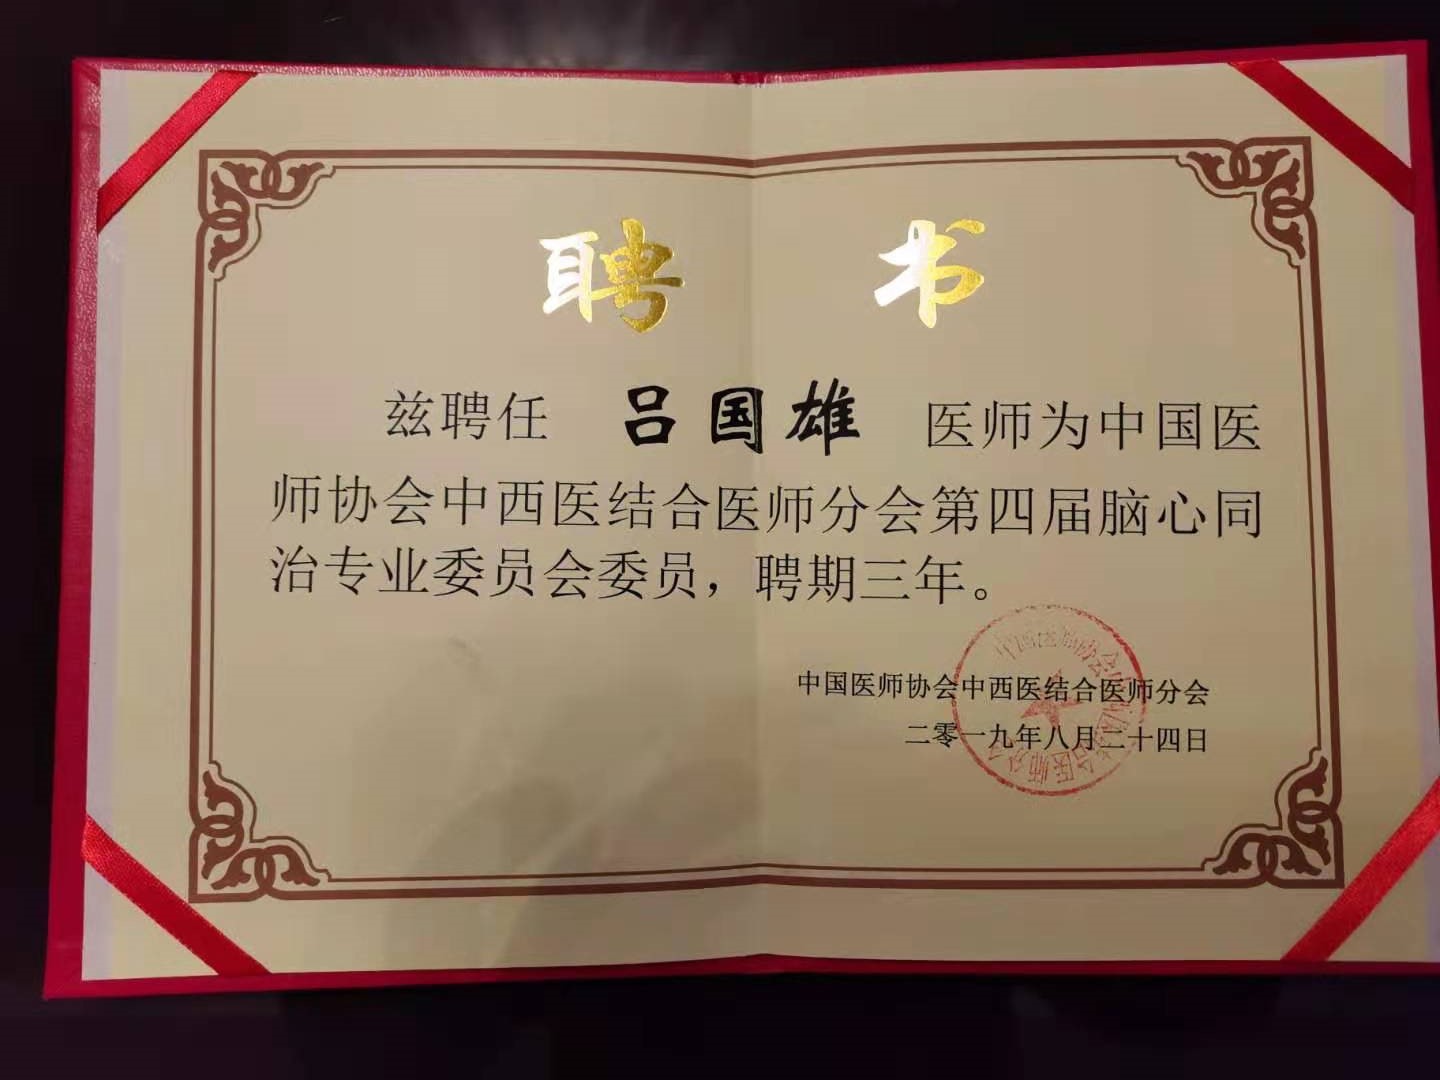 聘书
兹聘任 吕国雄 医师为中国医
师协会中西医结合医师分会第四届脑心同
治专业委员会委员，聘期三年。
中国医师协会中西医结合医师分会
二零一九年八月二十四日